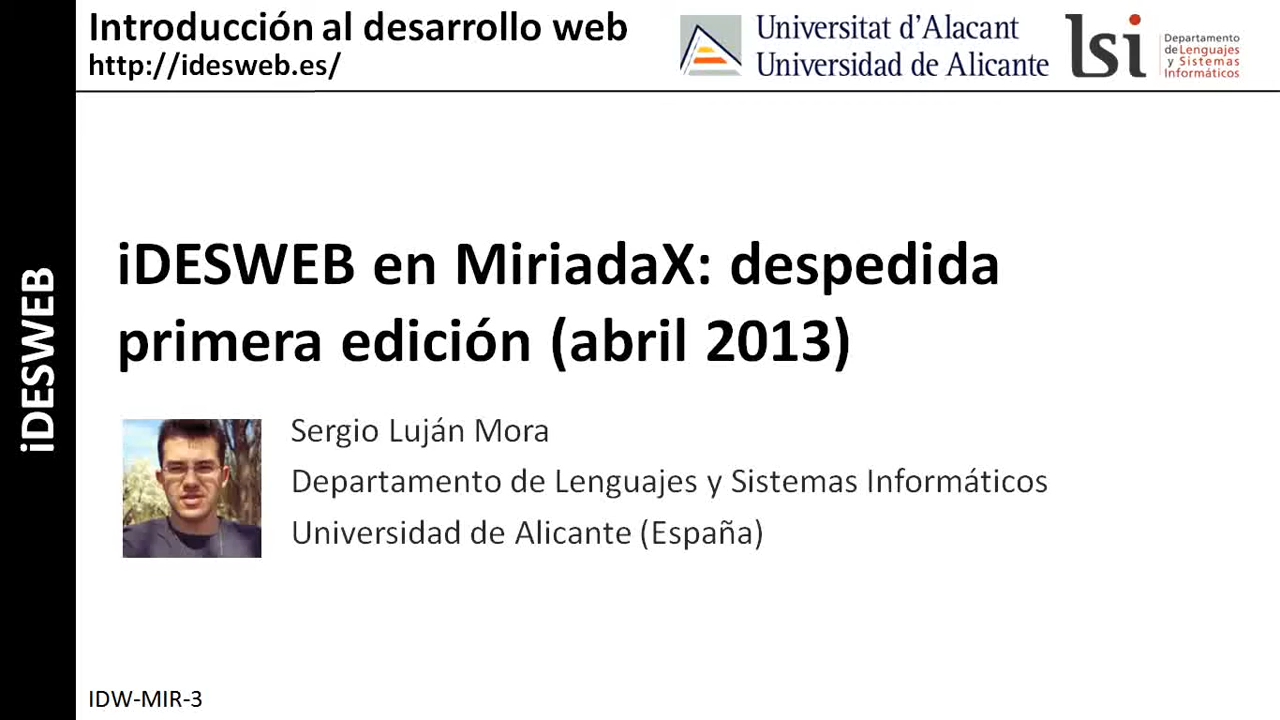 Introducción al desarrollo web
http://idesweb.es/
Universitat d'Alacant
Universidad de Alicante
lsi
Departamento
de Lenguajes
y Sistemas
Informáticos
iDESWEB
iDESWEB en MiriadaX: despedida
primera edición (abril 2013)
Sergio Luján Mora
Departamento de Lenguajes y Sistemas Informáticos
Universidad de Alicante (España)
IDW-MIR-3